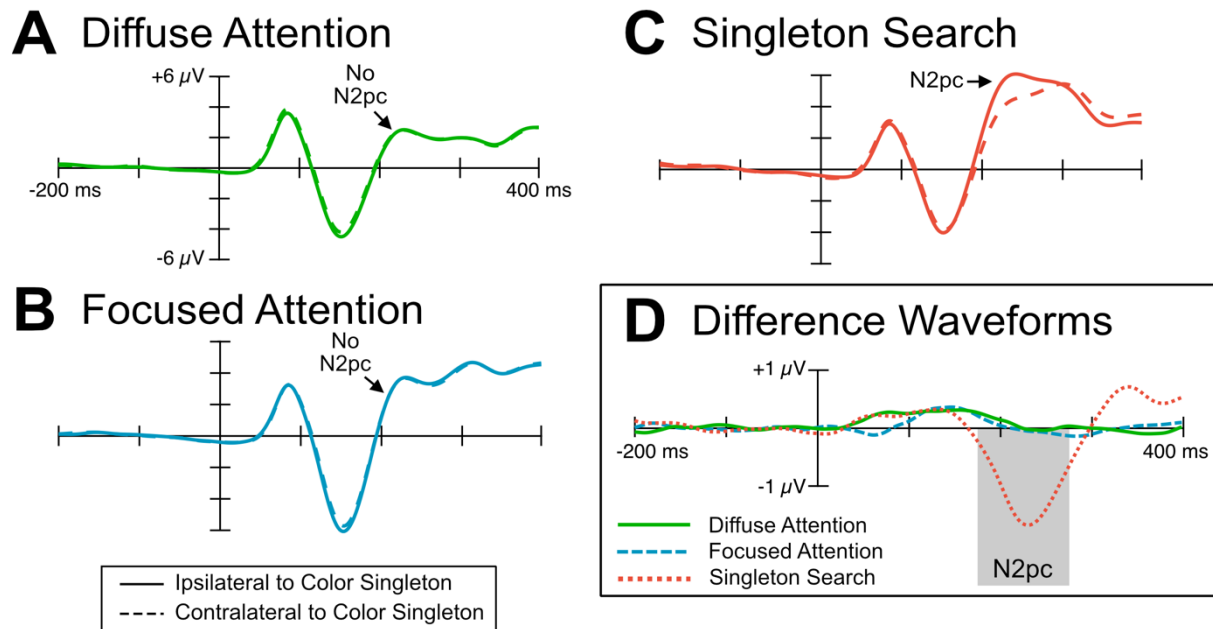 A Diffuse Attention
+6 µV
No
N2pc
-200 ms
400 ms
-6 µV
B Focused Attention
No
N2pc
Ipsilateral to Color Singleton
Contralateral to Color Singleton
C Singleton Search
N2pc
D Difference Waveforms
+1 µV
-200 ms
400 ms
-1 µV
Diffuse Attention
Focused Attention
Singleton Search
N2pc